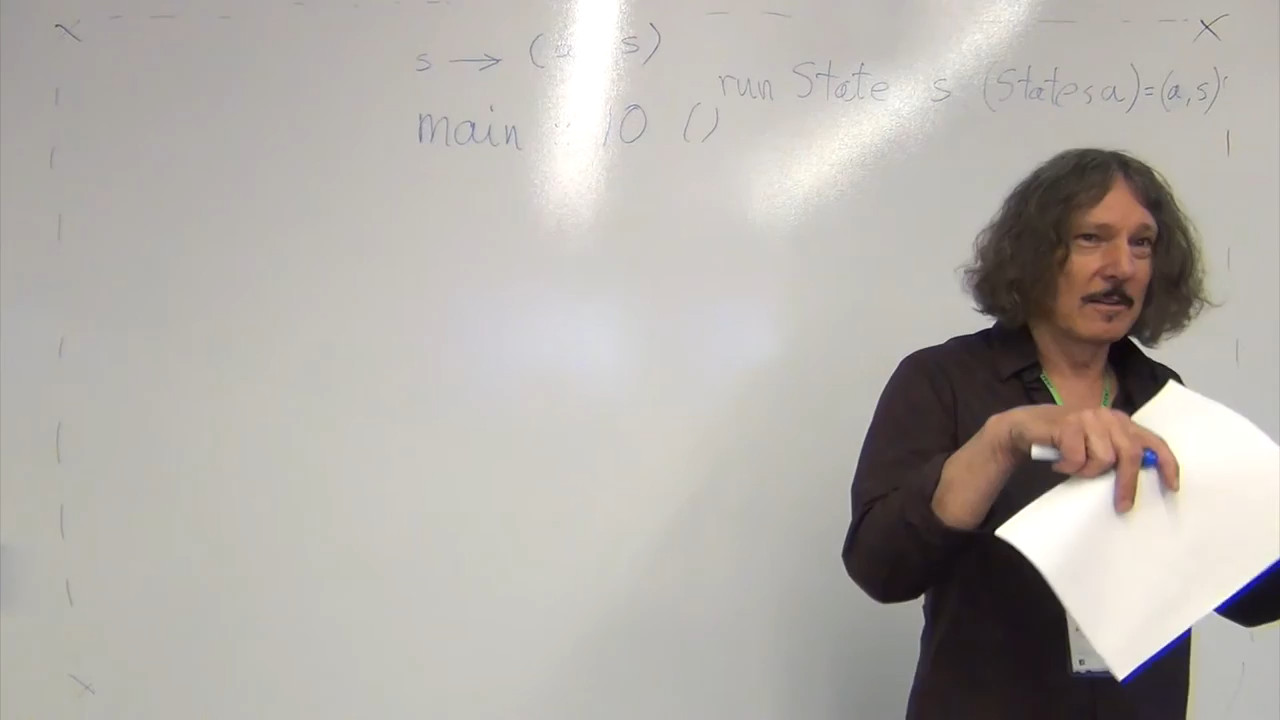 s → ( s)
run State s (State s a) = (a, s)
main :: IO ()